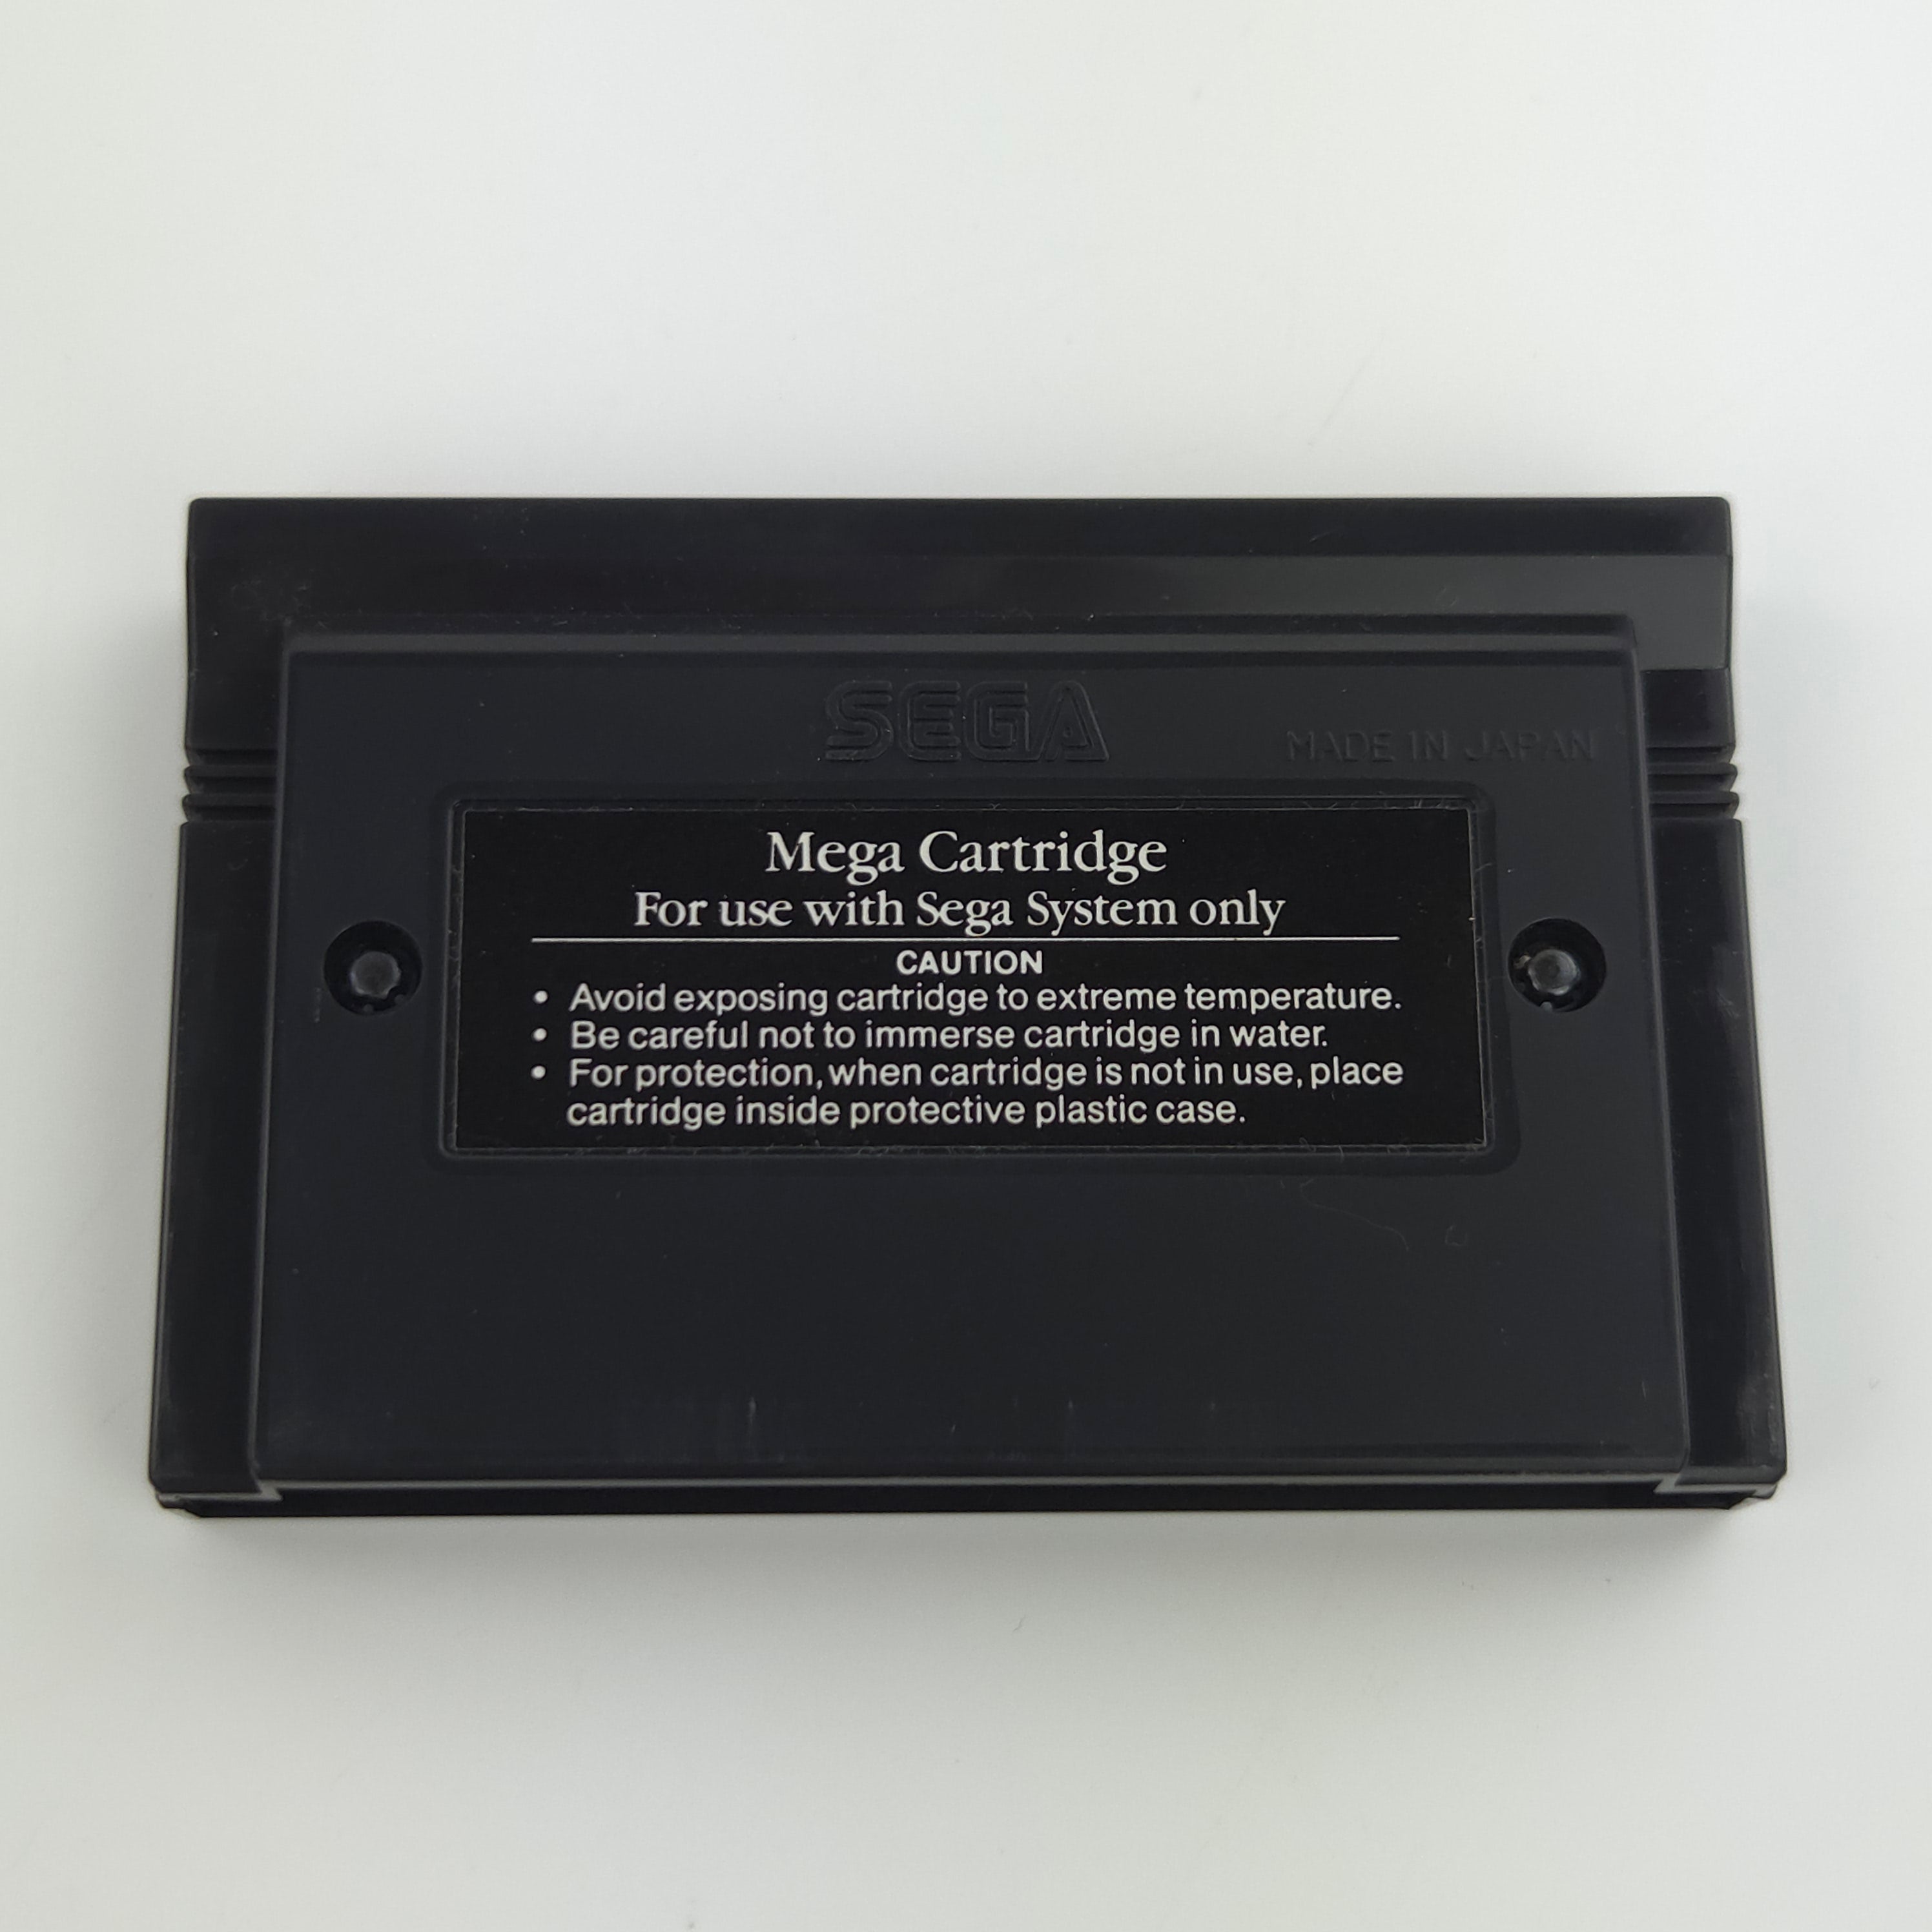 SEGA
MADE IN JAPAN
Mega Cartridge
For use with Sega System only
CAUTION
• Avoid exposing cartridge to extreme temperature.
• Be careful not to immerse cartridge in water.
• For protection, when cartridge is not in use, place
cartridge inside protective plastic case.